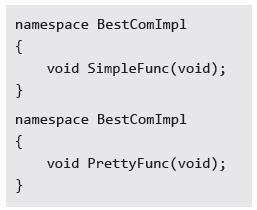 namespace BestComImpl
{
    void SimpleFunc(void);
}
namespace BestComImpl
{
    void PrettyFunc(void);
}